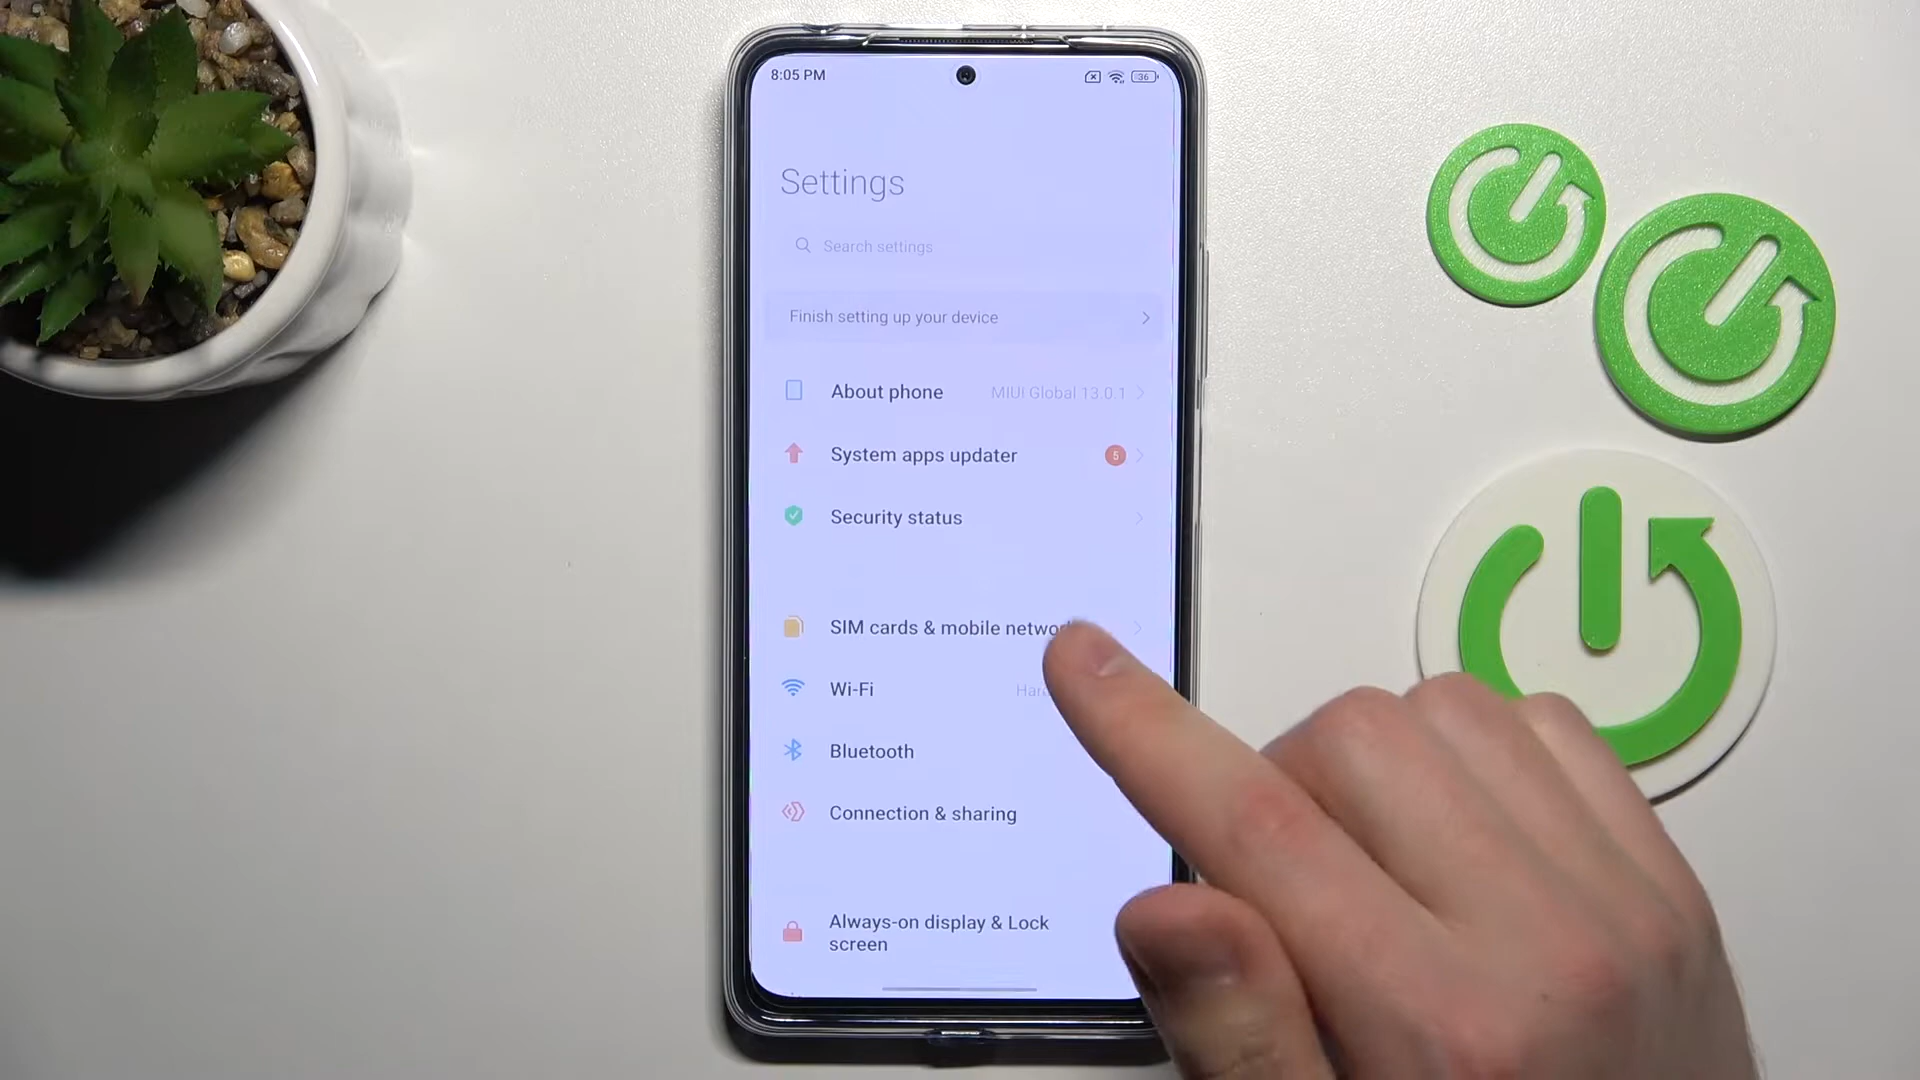 8:05 PM
36
Settings
Search settings
Finish setting up your device
About phone MIUI Global 13.0.1
System apps updater 5
Security status
SIM cards & mobile
Wi-Fi
Bluetooth
Connection & sharing
Always-on display & Lock
screen